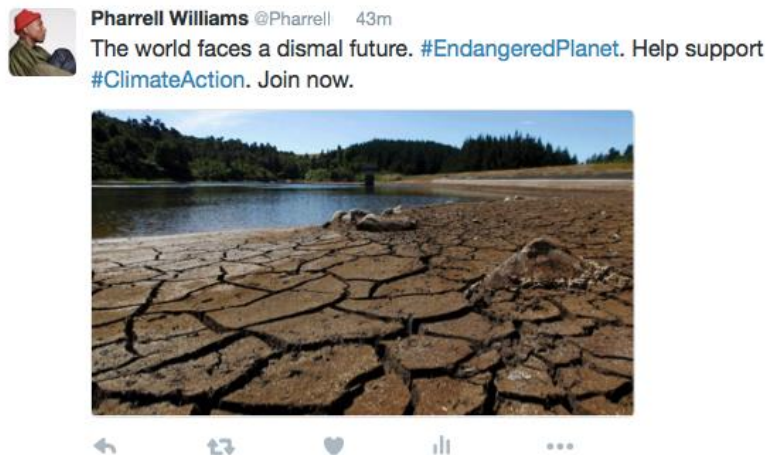 Pharrell Williams @Pharrell 43m
The world faces a dismal future. #EndangeredPlanet. Help support
#ClimateAction. Join now.